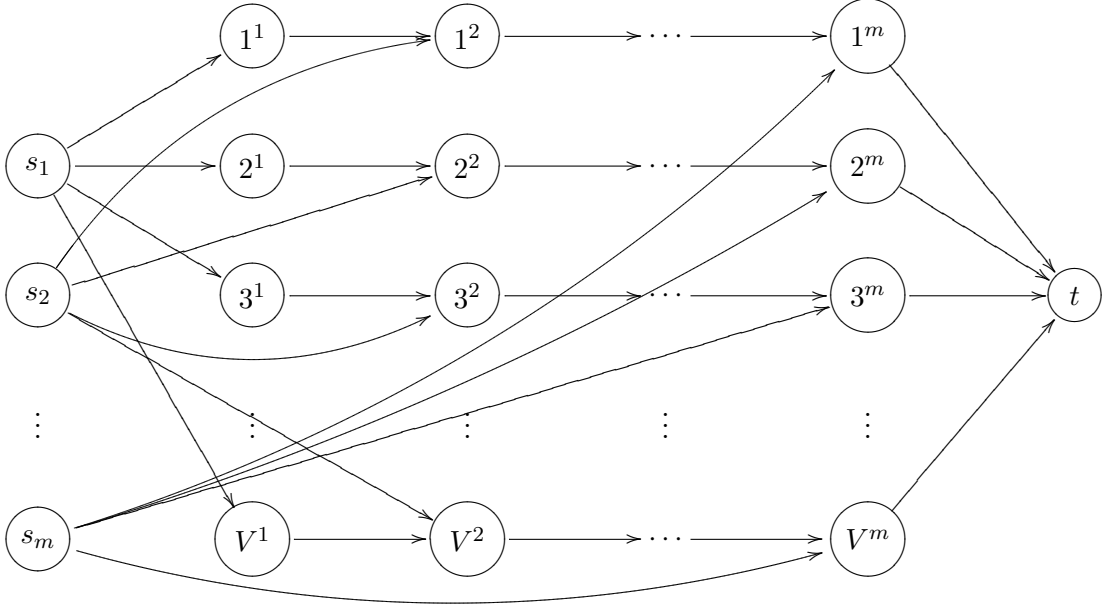 1^1 1^2 ⋯ 1^m
s_1 2^1 2^2 ⋯ 2^m
s_2 3^1 3^2 ⋯ 3^m t
⋮ ⋮ ⋮ ⋮ ⋮
s_m V^1 V^2 ⋯ V^m